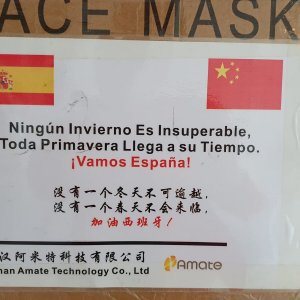 ACE MASK
Ningún Invierno Es Insuperable,
Toda Primavera Llega a su Tiempo.
¡Vamos España!
没有一个冬天不可逾越,
没有一个春天不会来临,
加油西班牙!
汉阿米特科技有限公司
han Amate Technology Co., Ltd
Amate